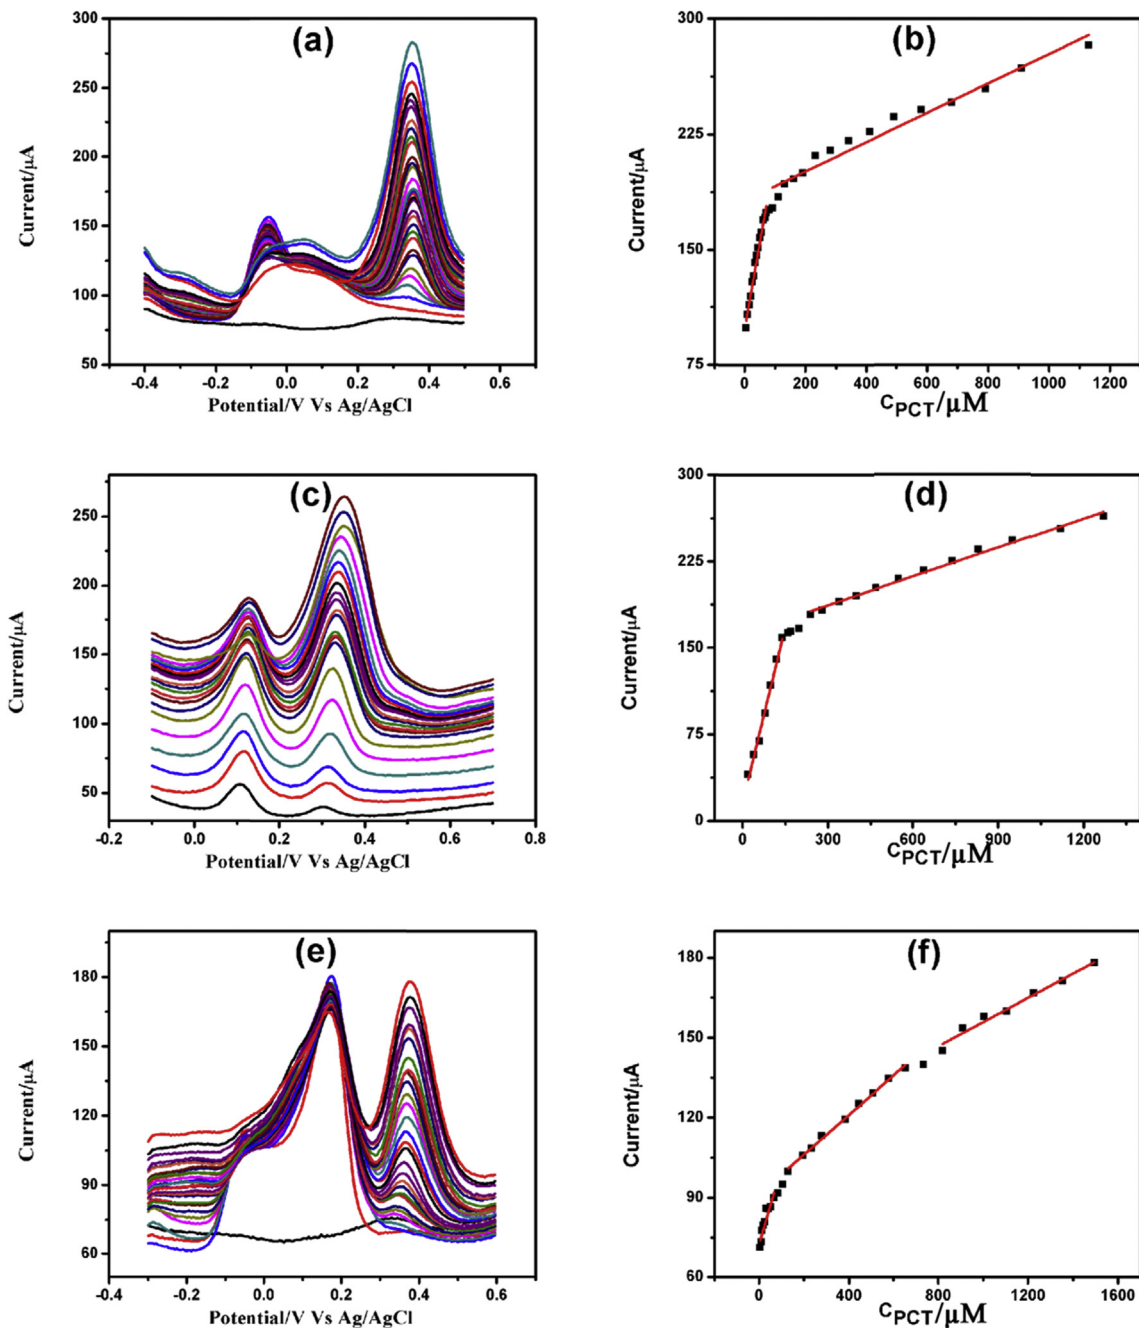 (a)
300
250
200
150
100
50
Current/μA
-0.4 -0.2 0.0 0.2 0.4 0.6
Potential/V Vs Ag/AgCl
(b)
300
225
150
75
Current/μA
0 200 400 600 800 1000 1200
CPCT/μM
(c)
250
200
150
100
50
Current/μA
0.0 0.2 0.4 0.6 0.8
Potential/V Vs Ag/AgCl
(d)
300
225
150
75
0
Current/μA
0 300 600 900 1200
CPCT/μM
(e)
180
150
120
90
60
Current/μA
-0.4 -0.2 0.0 0.2 0.4 0.6
Potential/V Vs Ag/AgCl
(f)
180
150
120
90
60
Current/μA
0 400 800 1200 1600
CPCT/μM